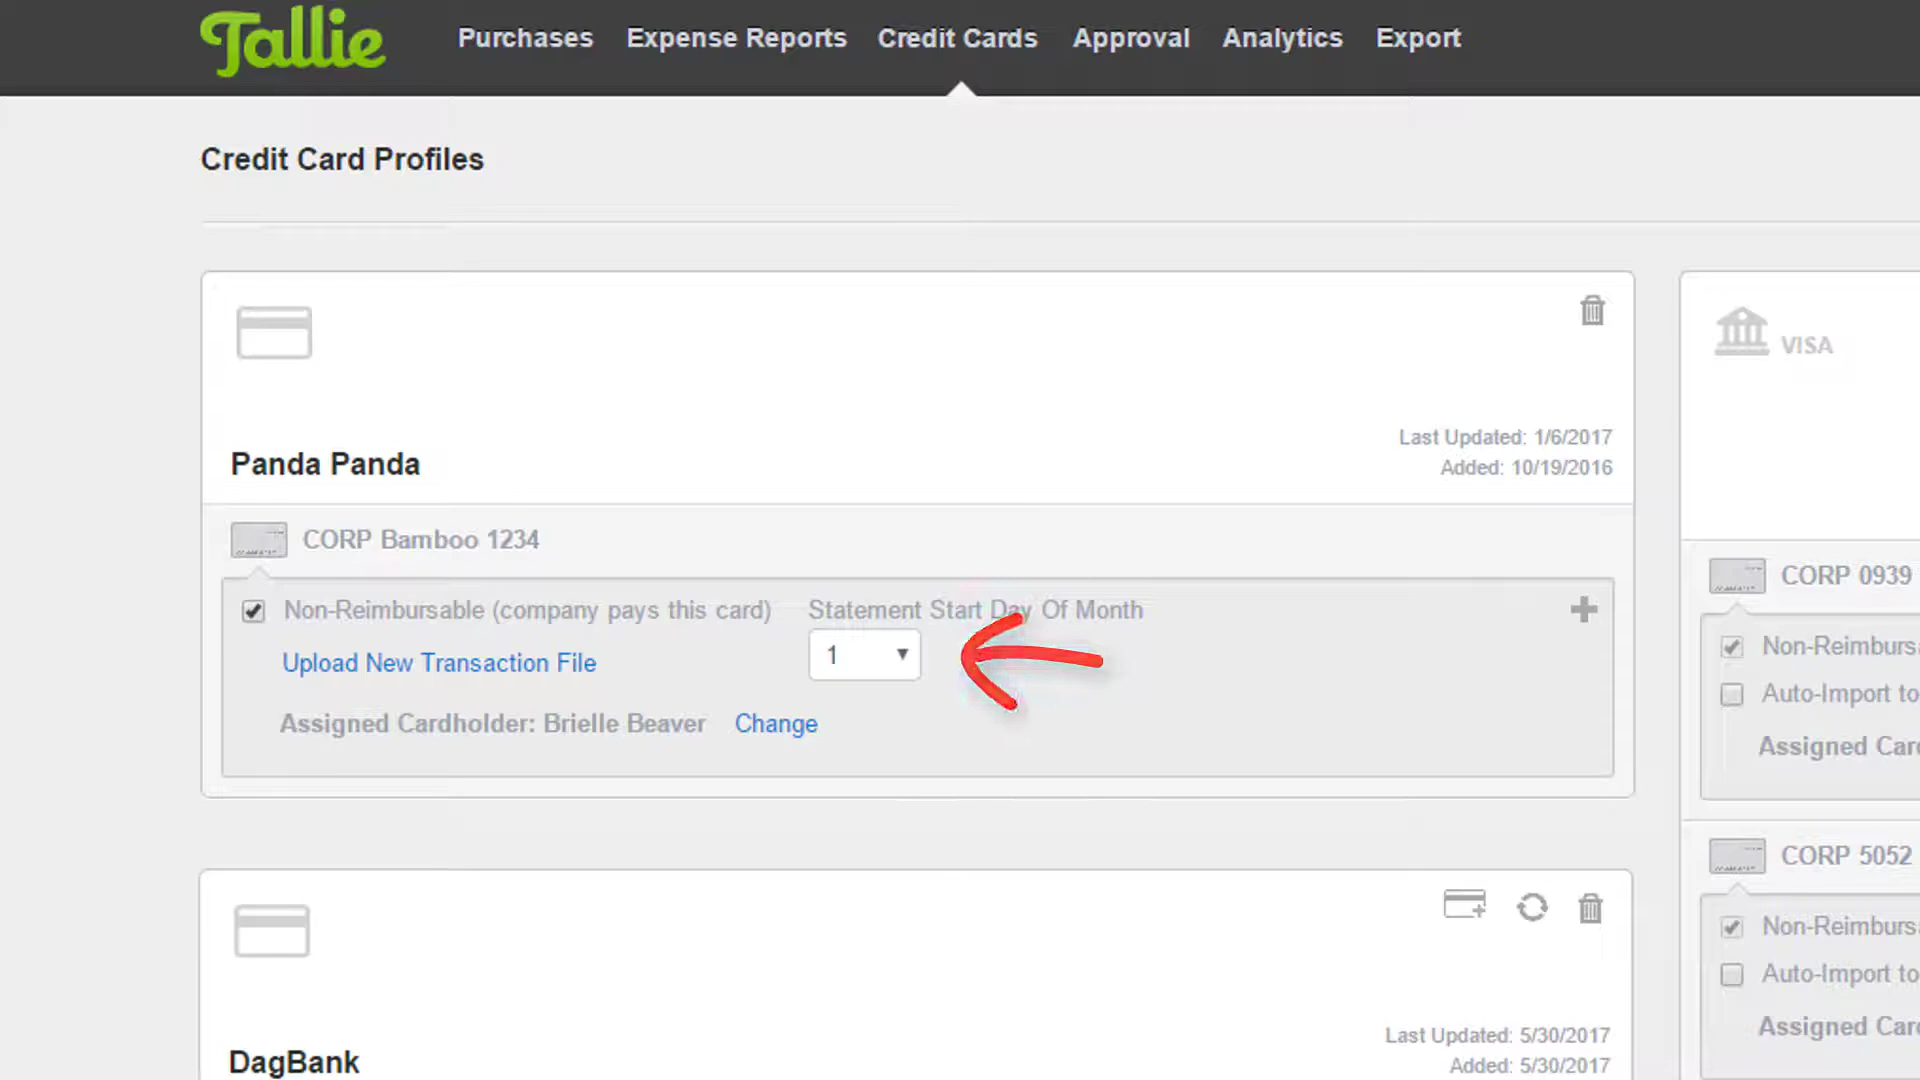 Tallie
Purchases Expense Reports Credit Cards Approval Analytics Export
Credit Card Profiles
Last Updated: 1/6/2017
Added: 10/19/2016
Panda Panda
CORP Bamboo 1234
Non-Reimbursable (company pays this card)
Statement Start Day Of Month
1
Upload New Transaction File
Assigned Cardholder: Brielle Beaver Change
Last Updated: 5/30/2017
Added: 5/30/2017
DagBank
VISA
CORP 0939
Non-Reimburs
Auto-Import to
Assigned Car
CORP 5052
Non-Reimburs
Auto-Import to
Assigned Car